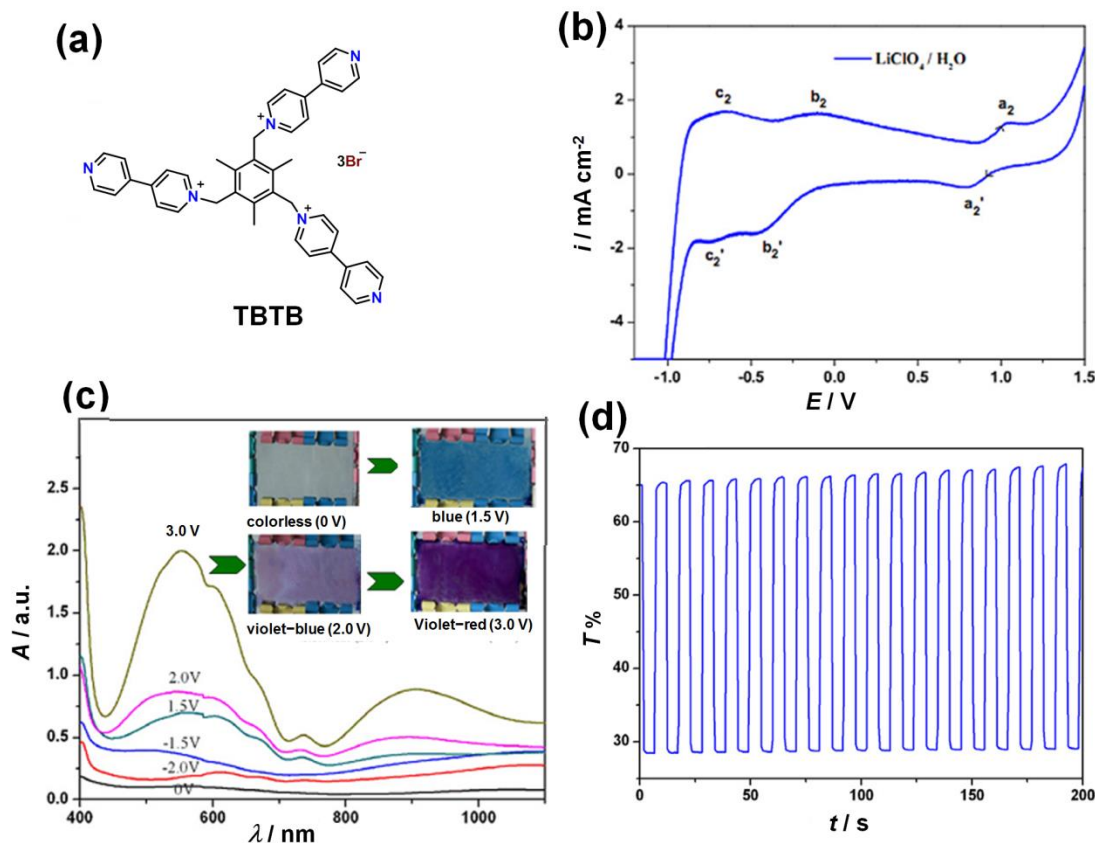 (a)
N
N
+
N
+
N
3Br−
+
N
N
TBTB
(b)
LiClO4 / H2O
c2
b2
a2
a2'
c2'
b2'
4
2
0
-2
-4
i / mA cm-2
-1.0 -0.5 0.0 0.5 1.0 1.5
E / V
(c)
3.0 V
colorless (0 V)
blue (1.5 V)
violet−blue (2.0 V)
Violet−red (3.0 V)
2.0V
1.5V
-1.5V
-2.0V
0V
2.5
2.0
1.5
1.0
0.5
0.0
A / a.u.
400 600 800 1000
λ / nm
(d)
70
60
50
40
30
T%
0 50 100 150 200
t / s